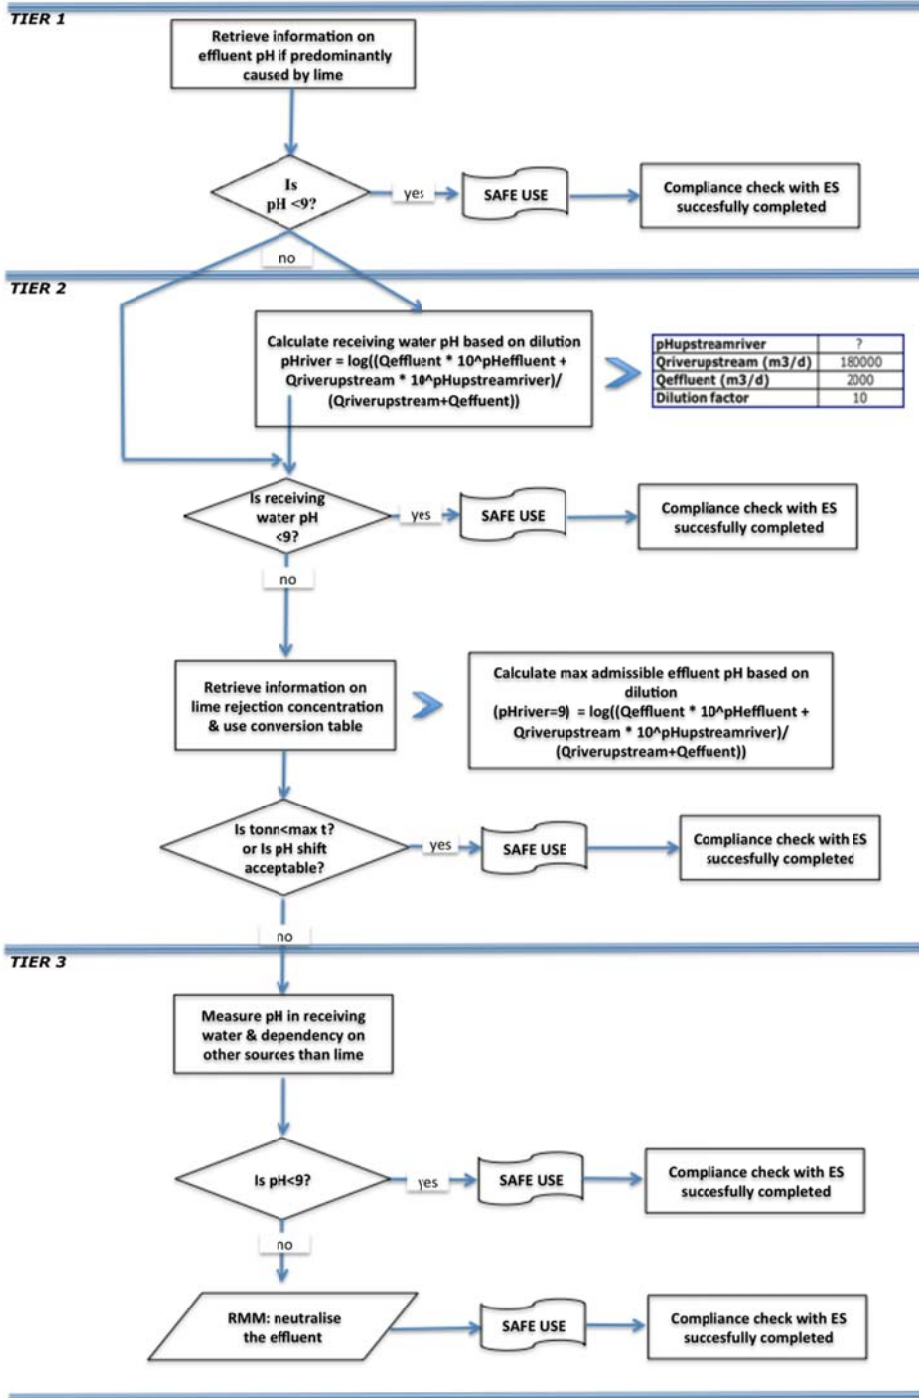 TIER 1
Retrieve information on
effluent pH if predominantly
caused by lime
Is
pH <9?
yes
SAFE USE
Compliance check with ES
succesfully completed
no
TIER 2
Calculate receiving water pH based on dilution
pHriver = log((Qeffluent * 10^pHeffluent +
Qriverupstream * 10^pHupstreamriver)/
(Qriverupstream+Qeffuent))
pHupstreamriver ?
Qriverupstream (m3/d) 180000
Qeffluent (m3/d) 2000
Dilution factor 10
Is receiving
water pH
<9?
yes
SAFE USE
Compliance check with ES
succesfully completed
no
Retrieve information on
lime rejection concentration
& use conversion table
Calculate max admissible effluent pH based on
dilution
(pHriver=9) = log((Qeffluent * 10^pHeffluent +
Qriverupstream * 10^pHupstreamriver)/
(Qriverupstream+Qeffuent))
Is tonn<max t?
or Is pH shift
acceptable?
yes
SAFE USE
Compliance check with ES
succesfully completed
no
TIER 3
Measure pH in receiving
water & dependency on
other sources than lime
Is pH<9?
yes
SAFE USE
Compliance check with ES
succesfully completed
no
RMM: neutralise
the effluent
SAFE USE
Compliance check with ES
succesfully completed